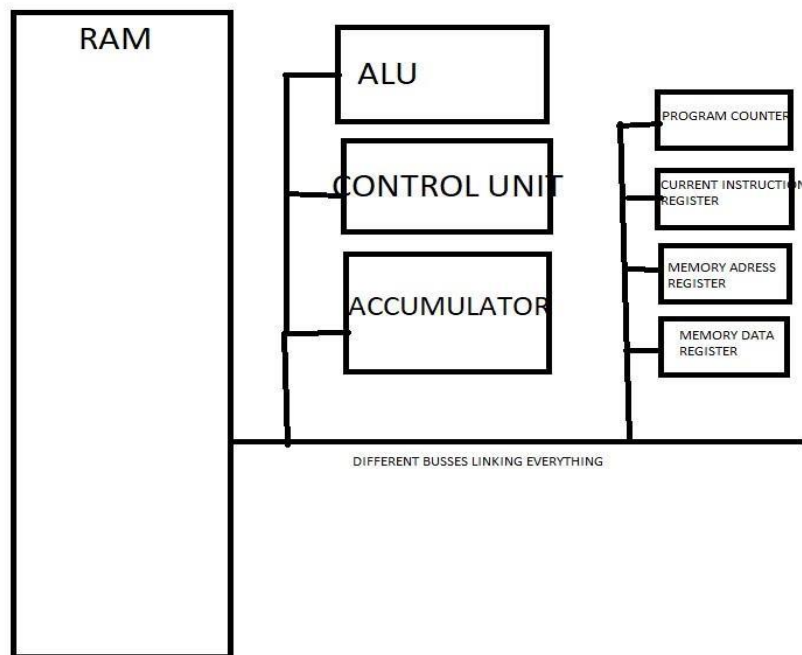 RAM
ALU
CONTROL UNIT
ACCUMULATOR
PROGRAM COUNTER
CURRENT INSTRUCTION
REGISTER
MEMORY ADRESS
REGISTER
MEMORY DATA
REGISTER
DIFFERENT BUSSES LINKING EVERYTHING